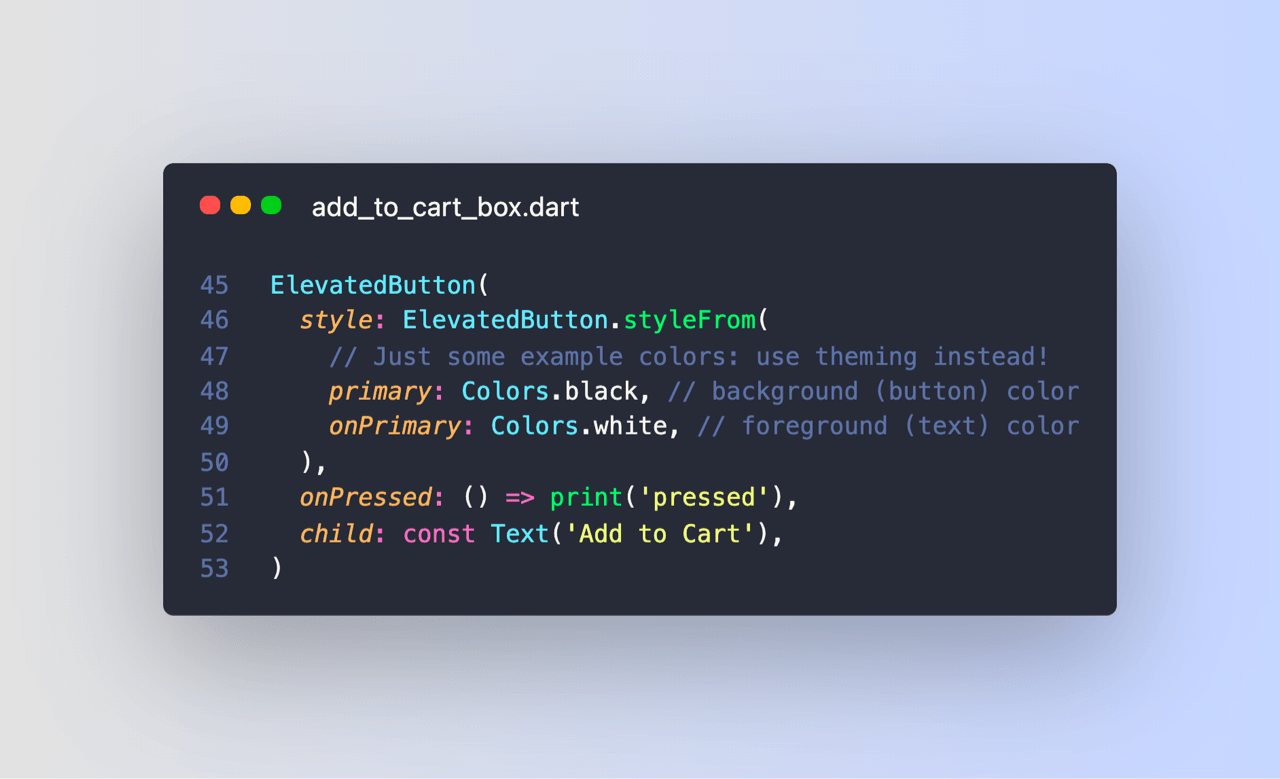 add_to_cart_box.dart
45 ElevatedButton(
46   style: ElevatedButton.styleFrom(
47     // Just some example colors: use theming instead!
48     primary: Colors.black, // background (button) color
49     onPrimary: Colors.white, // foreground (text) color
50   ),
51   onPressed: () => print('pressed'),
52   child: const Text('Add to Cart'),
53 )